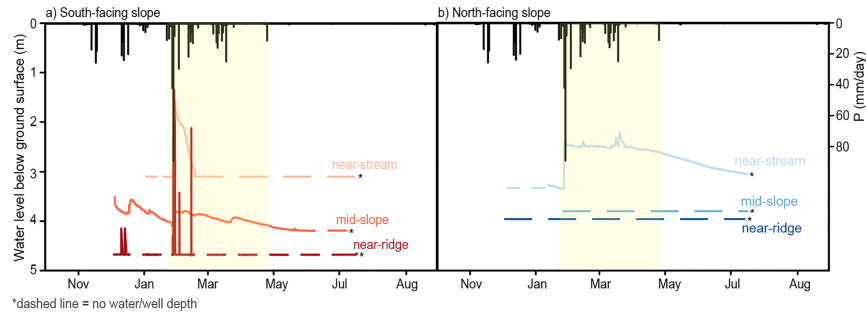 a) South-facing slope
b) North-facing slope
Water level below ground surface (m)
0
1
2
3
4
5
near-stream
*
mid-slope
*
near-ridge
*
Nov Jan Mar May Jul Aug
near-stream
*
mid-slope
*
near-ridge
*
Nov Jan Mar May Jul Aug
0
20
40
60
80
P (mm/day)
*dashed line = no water/well depth